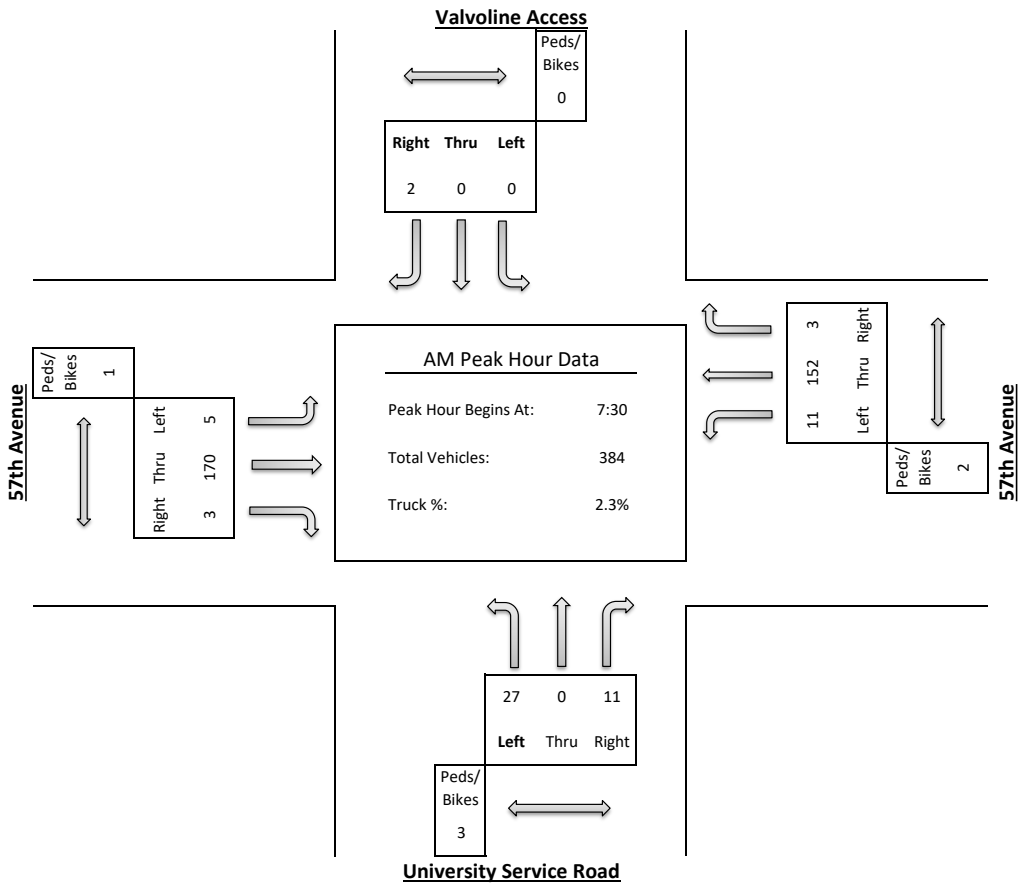 Valvoline Access
Peds/
Bikes
0
Right Thru Left
2 0 0
57th Avenue
Peds/
Bikes
1
Left 5
Thru 170
Right 3
AM Peak Hour Data
Peak Hour Begins At: 7:30
Total Vehicles: 384
Truck %: 2.3%
3 Right
152 Thru
11 Left
Peds/
Bikes
2
57th Avenue
27 0 11
Left Thru Right
Peds/
Bikes
3
University Service Road